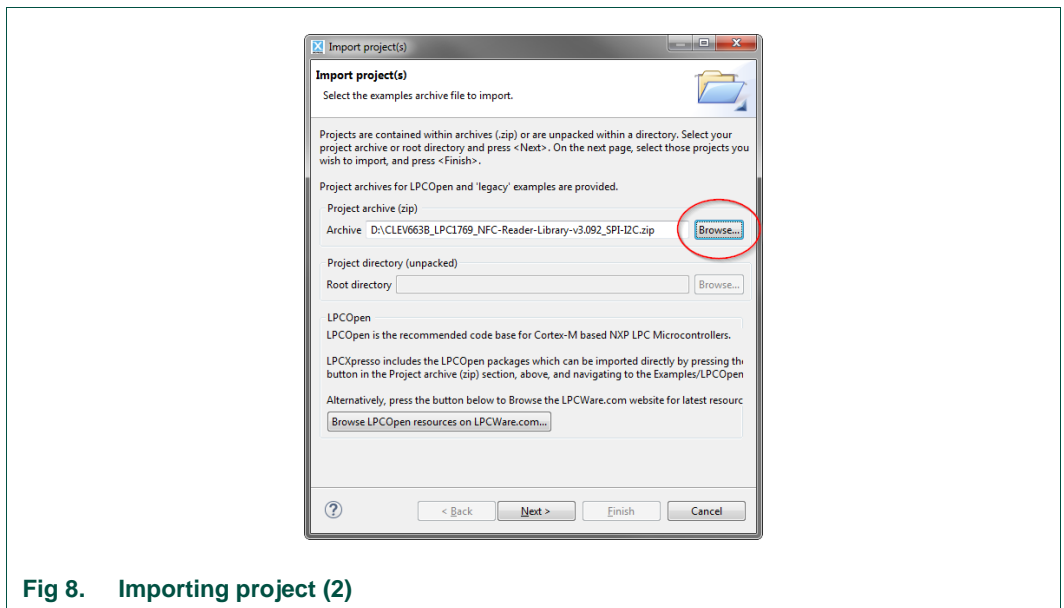 Import project(s)
Import project(s)
Select the examples archive file to import.
Projects are contained within archives (.zip) or are unpacked within a directory. Select your
project archive or root directory and press <Next>. On the next page, select those projects you
wish to import, and press <Finish>.
Project archives for LPCOpen and 'legacy' examples are provided.
Project archive (zip)
Archive D:\CLEV663B_LPC1769_NFC-Reader-Library-v3.092_SPI-I2C.zip Browse...
Project directory (unpacked)
Root directory Browse...
LPCOpen
LPCOpen is the recommended code base for Cortex-M based NXP LPC Microcontrollers.
LPCXpresso includes the LPCOpen packages which can be imported directly by pressing the
button in the Project archive (zip) section, above, and navigating to the Examples/LPCOpen
Alternatively, press the button below to Browse the LPCWare.com website for latest resourc
Browse LPCOpen resources on LPCWare.com...
? < Back Next > Finish Cancel
Fig 8. Importing project (2)